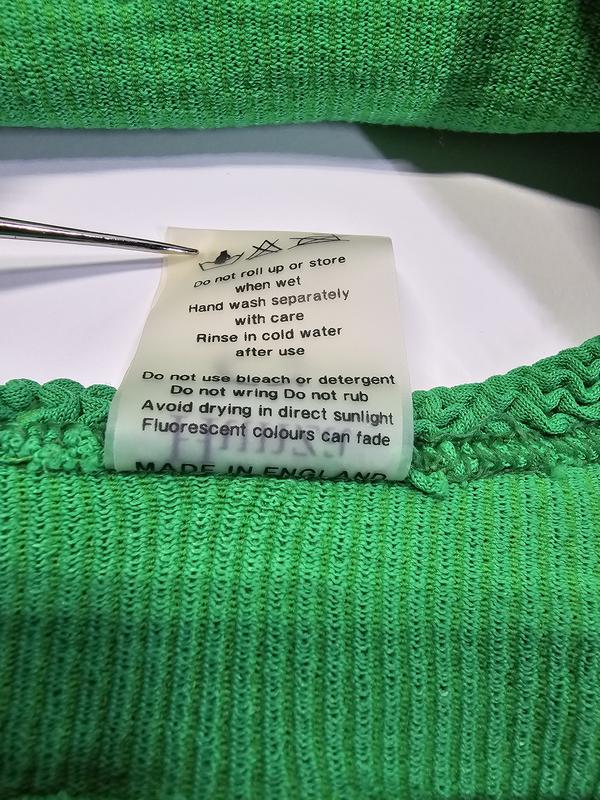 Do not roll up or store
when wet
Hand wash separately
with care
Rinse in cold water
after use
Do not use bleach or detergent
Do not wring Do not rub
Avoid drying in direct sunlight
Fluorescent colours can fade
MADE IN ENGLAND